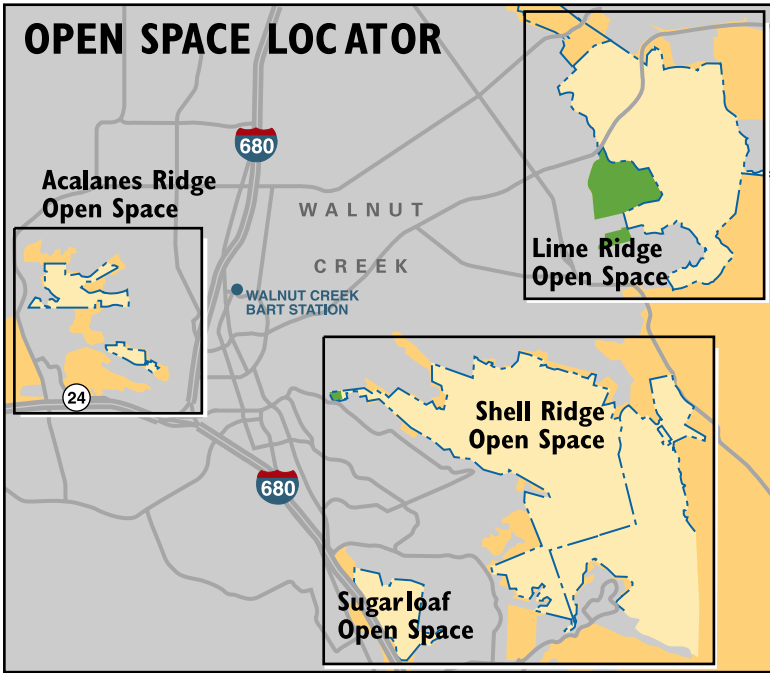 OPEN SPACE LOCATOR
680
Acalanes Ridge
Open Space
WALNUT
CREEK
Lime Ridge
Open Space
WALNUT CREEK
BART STATION
24
Shell Ridge
Open Space
680
Sugarloaf
Open Space